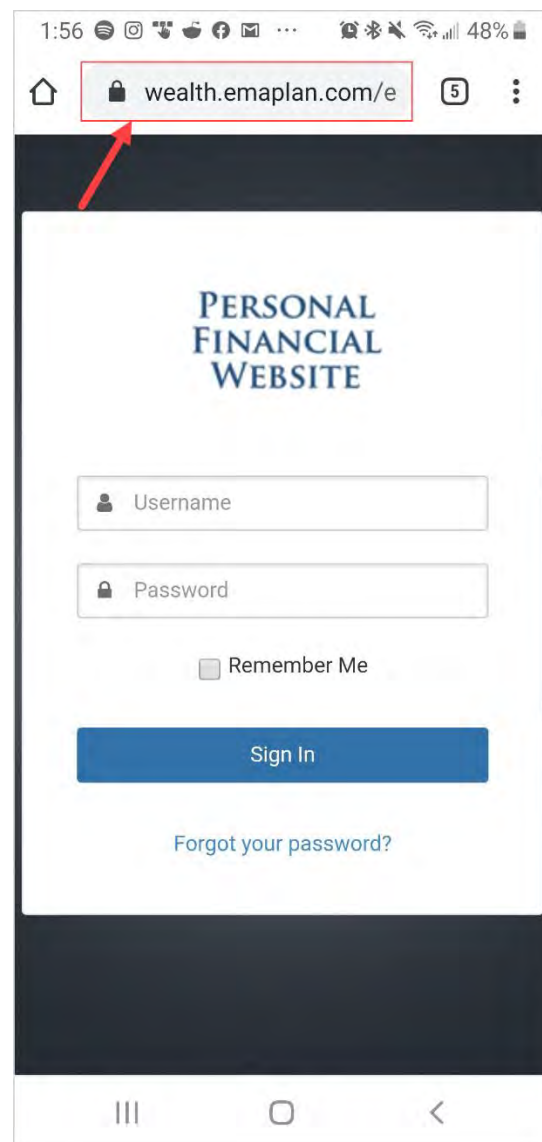 1:56 48%
wealth.emaplan.com/e 5
PERSONAL
FINANCIAL
WEBSITE
Username
Password
Remember Me
Sign In
Forgot your password?